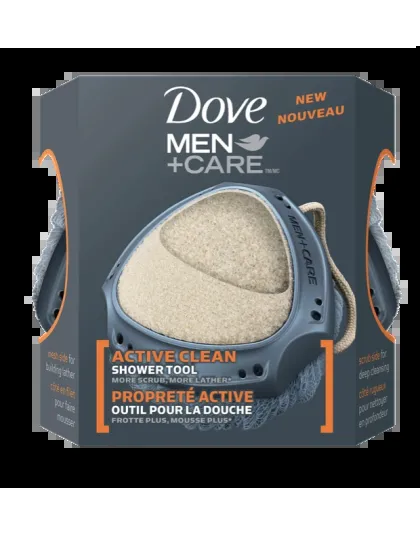 Dove
NEW
NOUVEAU
MEN
+CARE
MEN+CARE
ACTIVE CLEAN
SHOWER TOOL
MORE SCRUB, MORE LATHER*
PROPRETÉ ACTIVE
OUTIL POUR LA DOUCHE
FROTTE PLUS, MOUSSE PLUS*
mesh side for
building lather
côté en filet
pour faire
mousser
scrub side for
deep cleansing
côté rugueux
pour nettoyer
en profondeur